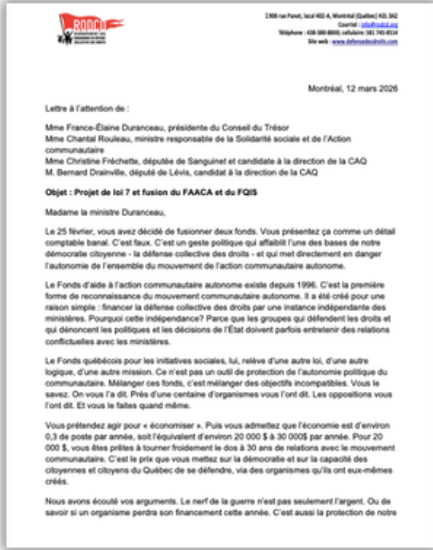 RODCD
2 908 rue Panet, local 402-A, Montréal (Québec) H2L 3A2
Courriel : info@rodcd.org
Site web : www.defensedesdroits.com
Montréal, 12 mars 2026
Lettre à l'attention de :
Mme France-Élaine Duranceau, présidente du Conseil du Trésor
Mme Chantal Rouleau, ministre responsable de la Solidarité sociale et de l'Action
communautaire
Mme Christine Fréchette, députée de Sanguinet et candidate à la direction de la CAQ
M. Bernard Drainville, député de Lévis, candidat à la direction de la CAQ
Objet : Projet de loi 7 et fusion du FAACA et du FQIS
Madame la ministre Duranceau,
Le 25 février, vous avez décidé de fusionner deux fonds. Vous présentez ça comme un détail
comptable banal. C'est faux. C'est un geste politique qui affaiblit l'une des bases de notre
démocratie citoyenne - la défense collective des droits - et qui met directement en danger
l'autonomie de l'ensemble du mouvement de l'action communautaire autonome.
Le Fonds d'aide à l'action communautaire autonome existe depuis 1996. C'est la première
forme de reconnaissance du mouvement communautaire autonome. Il a été créé pour une
raison simple : financer la défense collective des droits par une instance indépendante des
ministères. Pourquoi cette indépendance? Parce que les groupes qui défendent les droits et
qui dénoncent les politiques et les décisions de l'État doivent parfois entretenir des relations
conflictuelles avec les ministères.
Le Fonds québécois pour les initiatives sociales, lui, relève d'une autre loi, d'une autre
logique, d'une autre mission. Ce n'est pas un outil de protection de l'autonomie politique du
communautaire. Mélanger ces fonds, c'est mélanger des objectifs incompatibles. Vous le
savez. On vous l'a dit. Près d'une centaine d'organismes vous l'ont dit. Les oppositions vous
l'ont dit. Et vous le faites quand même.
Vous prétendez agir pour « économiser ». Puis vous admettez que l'économie est d'environ
0,3 de poste par année, soit l'équivalent d'environ 20 000 $ à 30 000$ par année. Pour 20
000 $, vous êtes prêtes à tourner froidement le dos à 30 ans de relations avec le mouvement
communautaire. C'est le prix que vous mettez sur la démocratie et sur la capacité des
citoyennes et citoyens du Québec de se défendre, via des organismes qu'ils ont eux-mêmes
créés.
Nous avons écouté vos arguments. Le nerf de la guerre n'est pas seulement l'argent. Ou de
savoir si un organisme perdra son financement cette année. C'est aussi la protection de notre